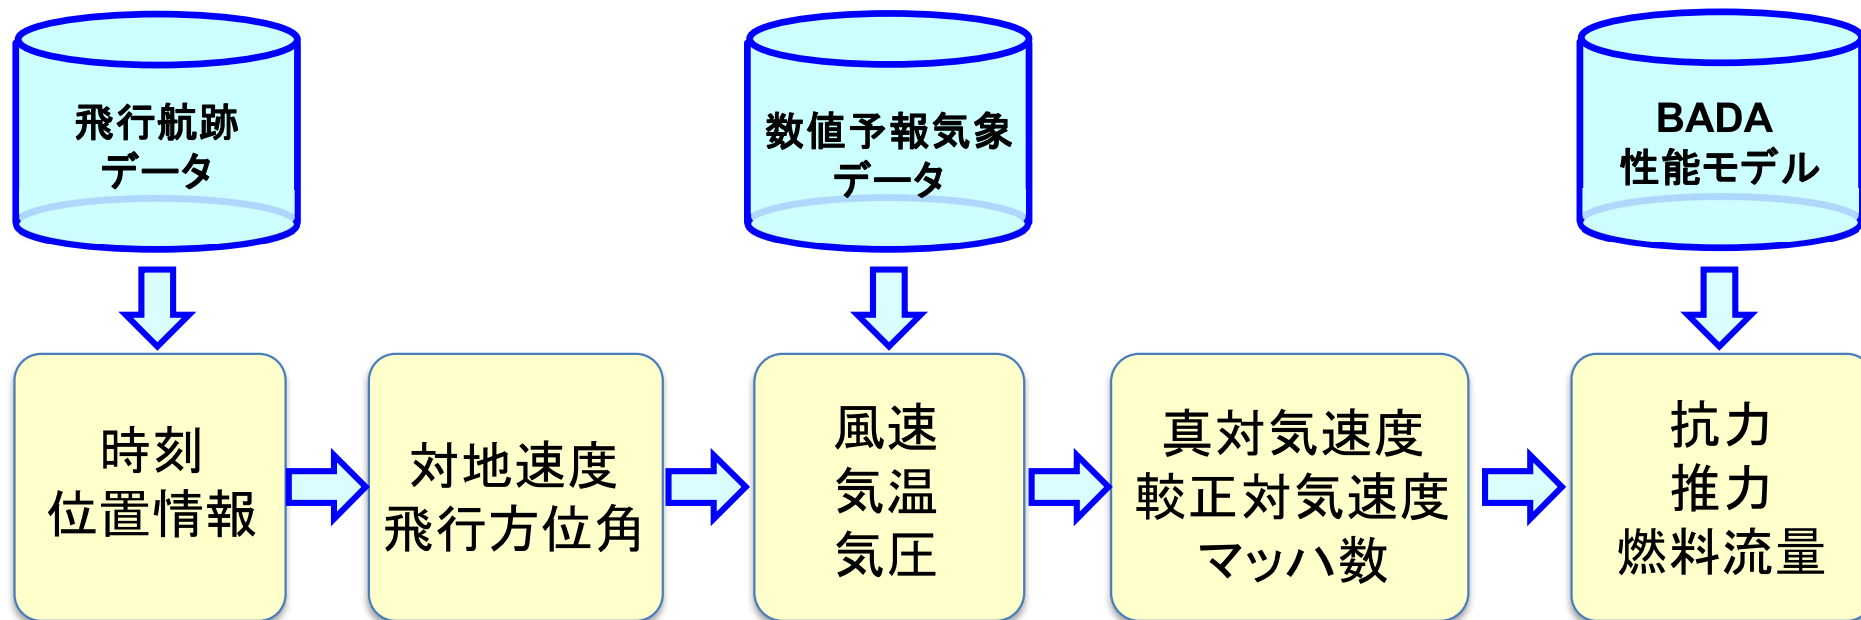 飛行航跡
データ
数値予報気象
データ
BADA
性能モデル
時刻
位置情報
対地速度
飛行方位角
風速
気温
気圧
真対気速度
較正対気速度
マッハ数
抗力
推力
燃料流量